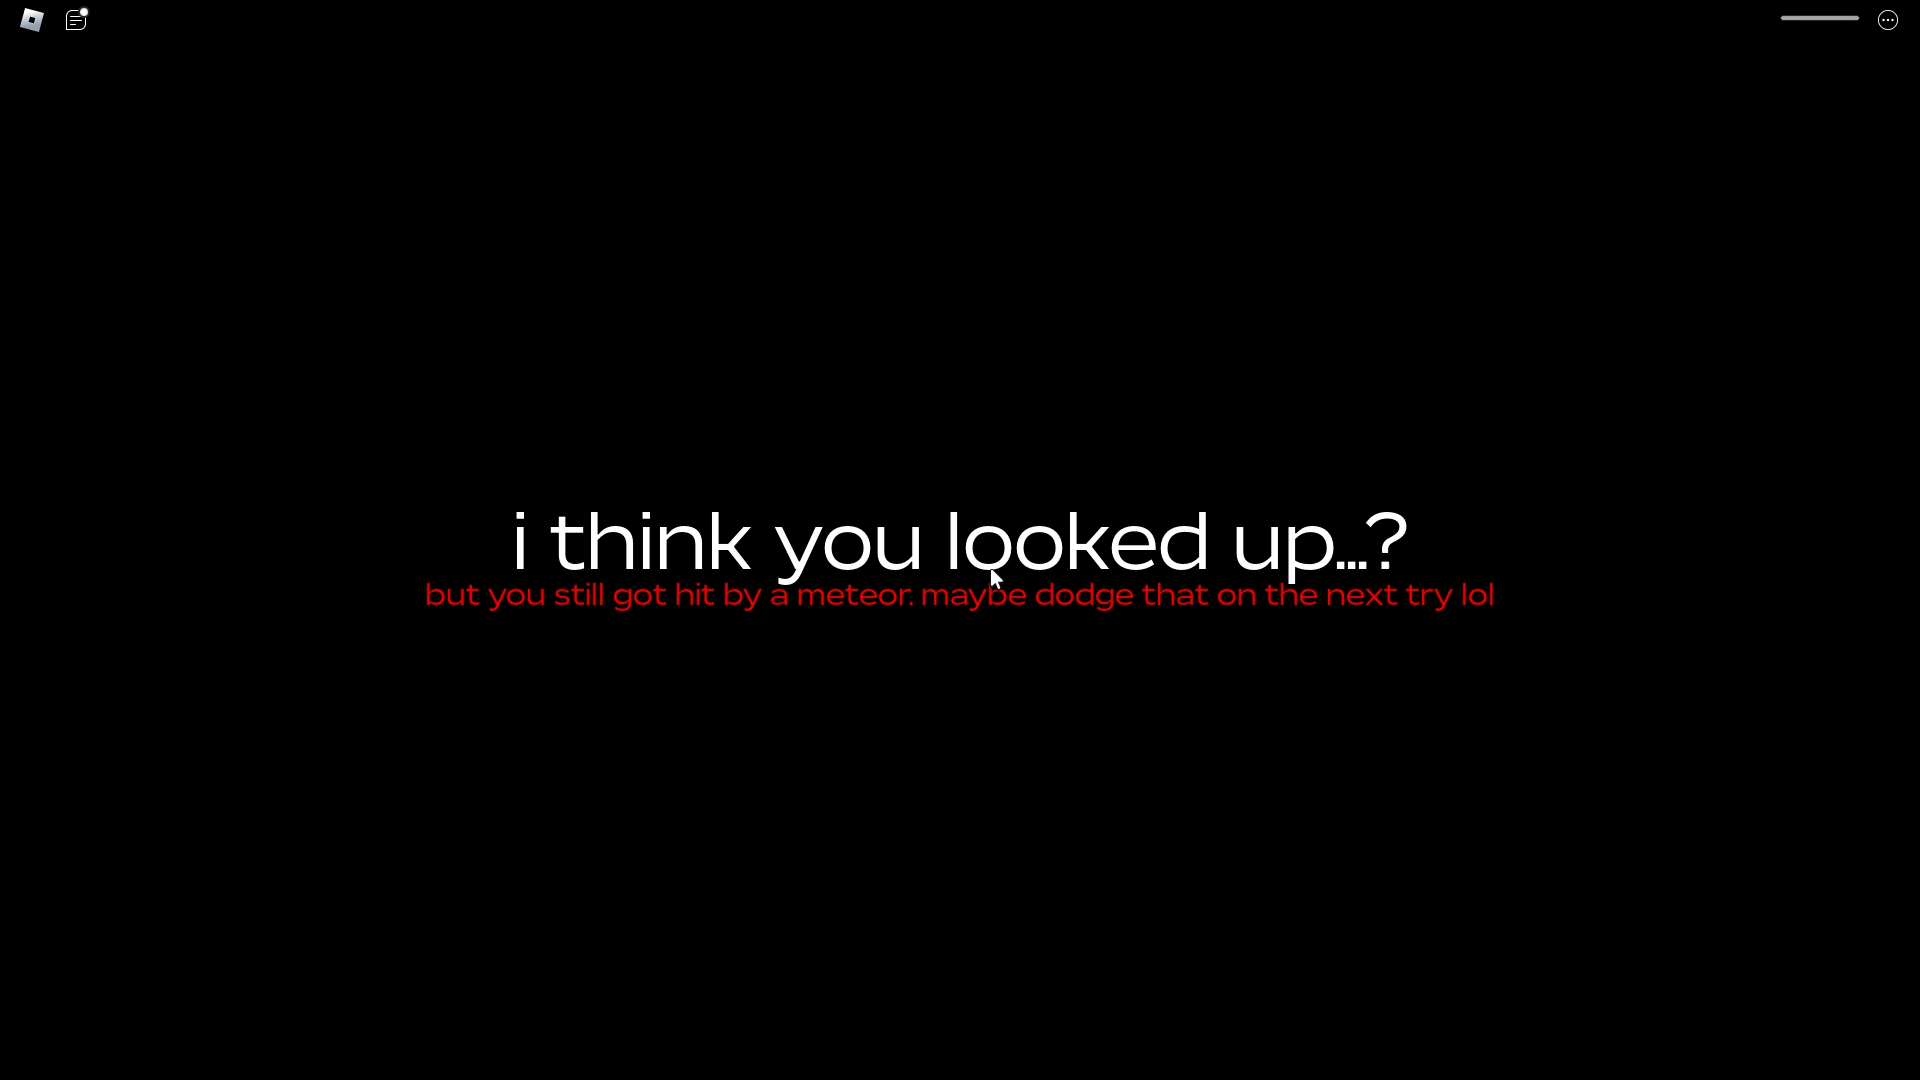 i think you looked up...?
but you still got hit by a meteor. maybe dodge that on the next try lol